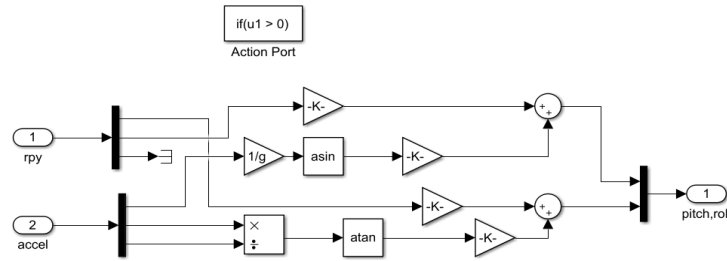 if(u1 > 0)
Action Port
-K-
1
rpy
1/g
asin
-K-
1
pitch,rol
-K-
2
accel
×
÷
atan
-K-
+
+
+
+